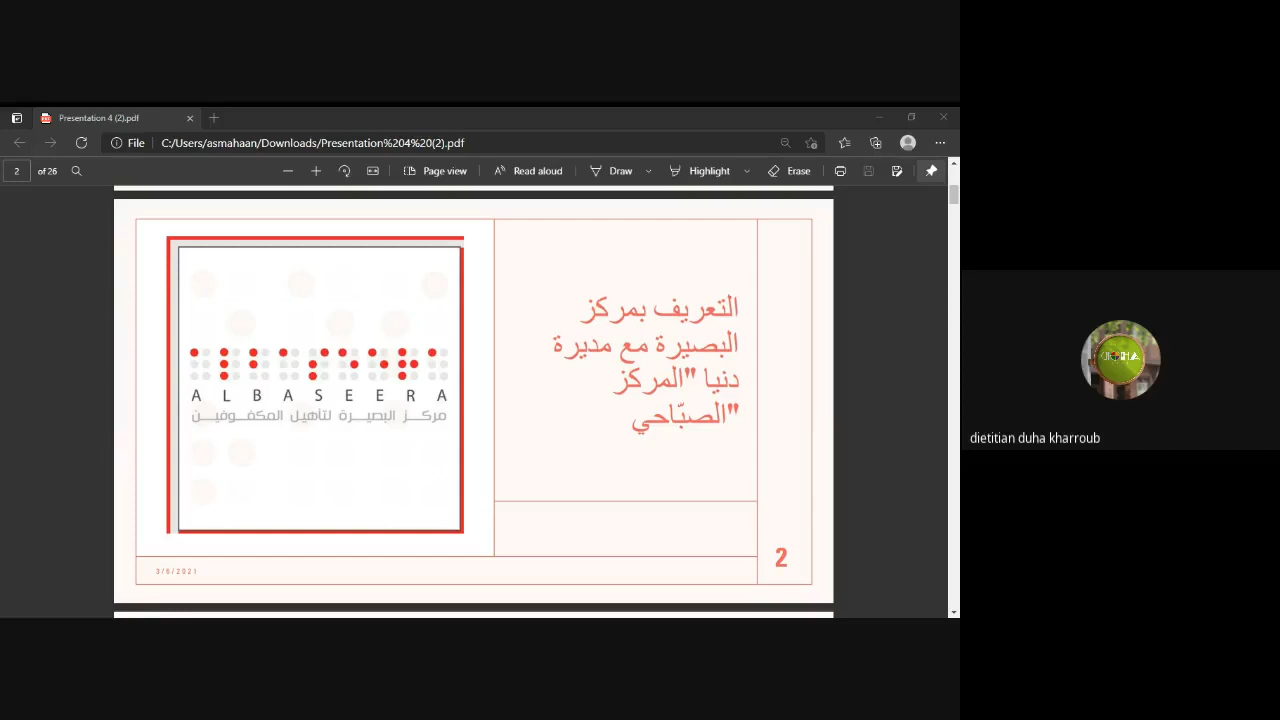 Presentation 4 (2).pdf
File
C:/Users/asmahaan/Downloads/Presentation%204%20(2).pdf
2 of 26
Page view
Read aloud
Draw
Highlight
Erase
التعريف بمركز
البصيرة مع مديرة
دنيا "المركز
الصبّاحي"
A L B A S E E R A
مركز البصيرة لتأهيل المكفوفين
3/6/2021
2
dietitian duha kharroub